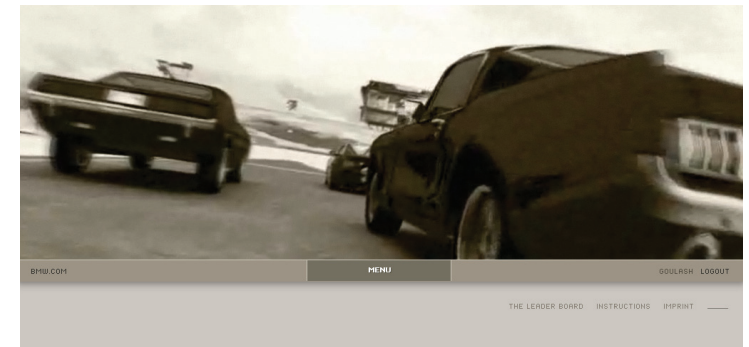 BMW.COM MENU GOULASH LOGOUT
THE LEADER BOARD INSTRUCTIONS IMPRINT